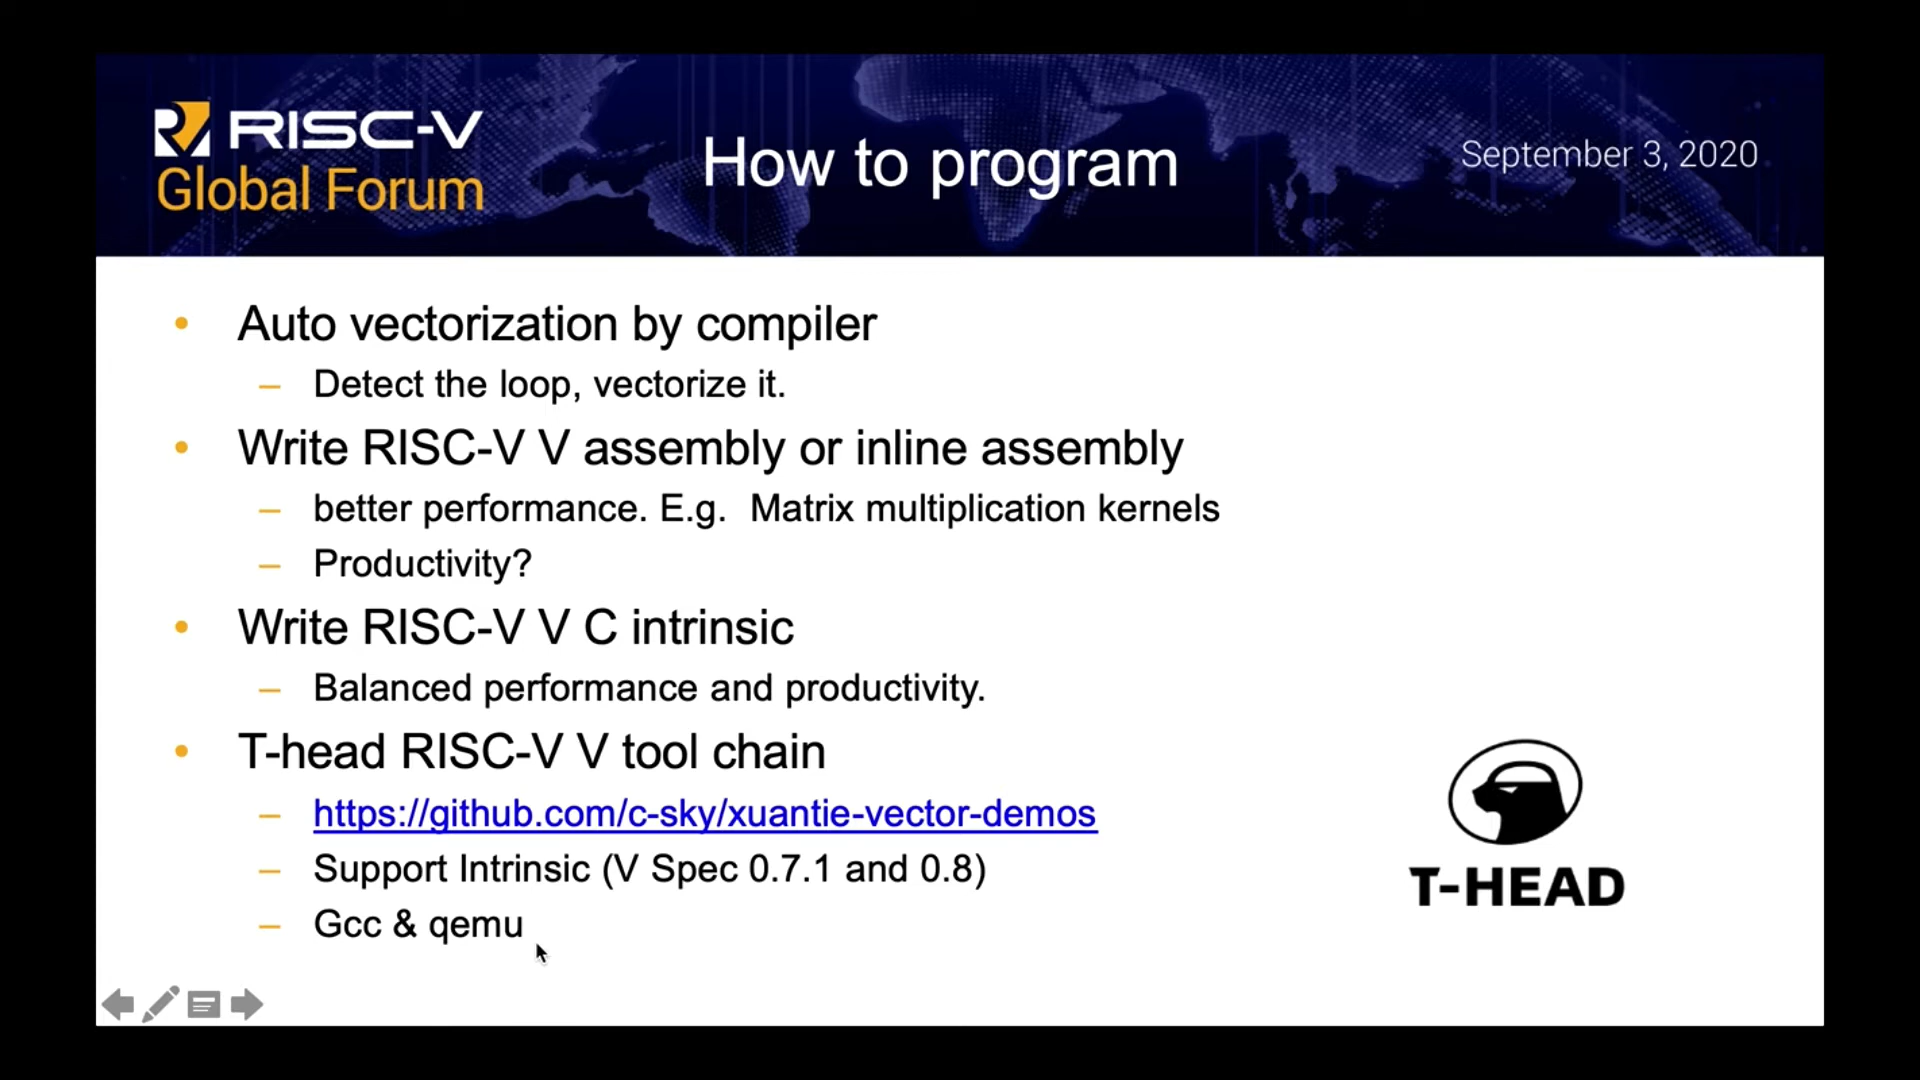 RISC-V
Global Forum
How to program
September 3, 2020
• Auto vectorization by compiler
– Detect the loop, vectorize it.
• Write RISC-V V assembly or inline assembly
– better performance. E.g.  Matrix multiplication kernels
– Productivity?
• Write RISC-V V C intrinsic
– Balanced performance and productivity.
• T-head RISC-V V tool chain
– https://github.com/c-sky/xuantie-vector-demos
– Support Intrinsic (V Spec 0.7.1 and 0.8)
– Gcc & qemu
T-HEAD